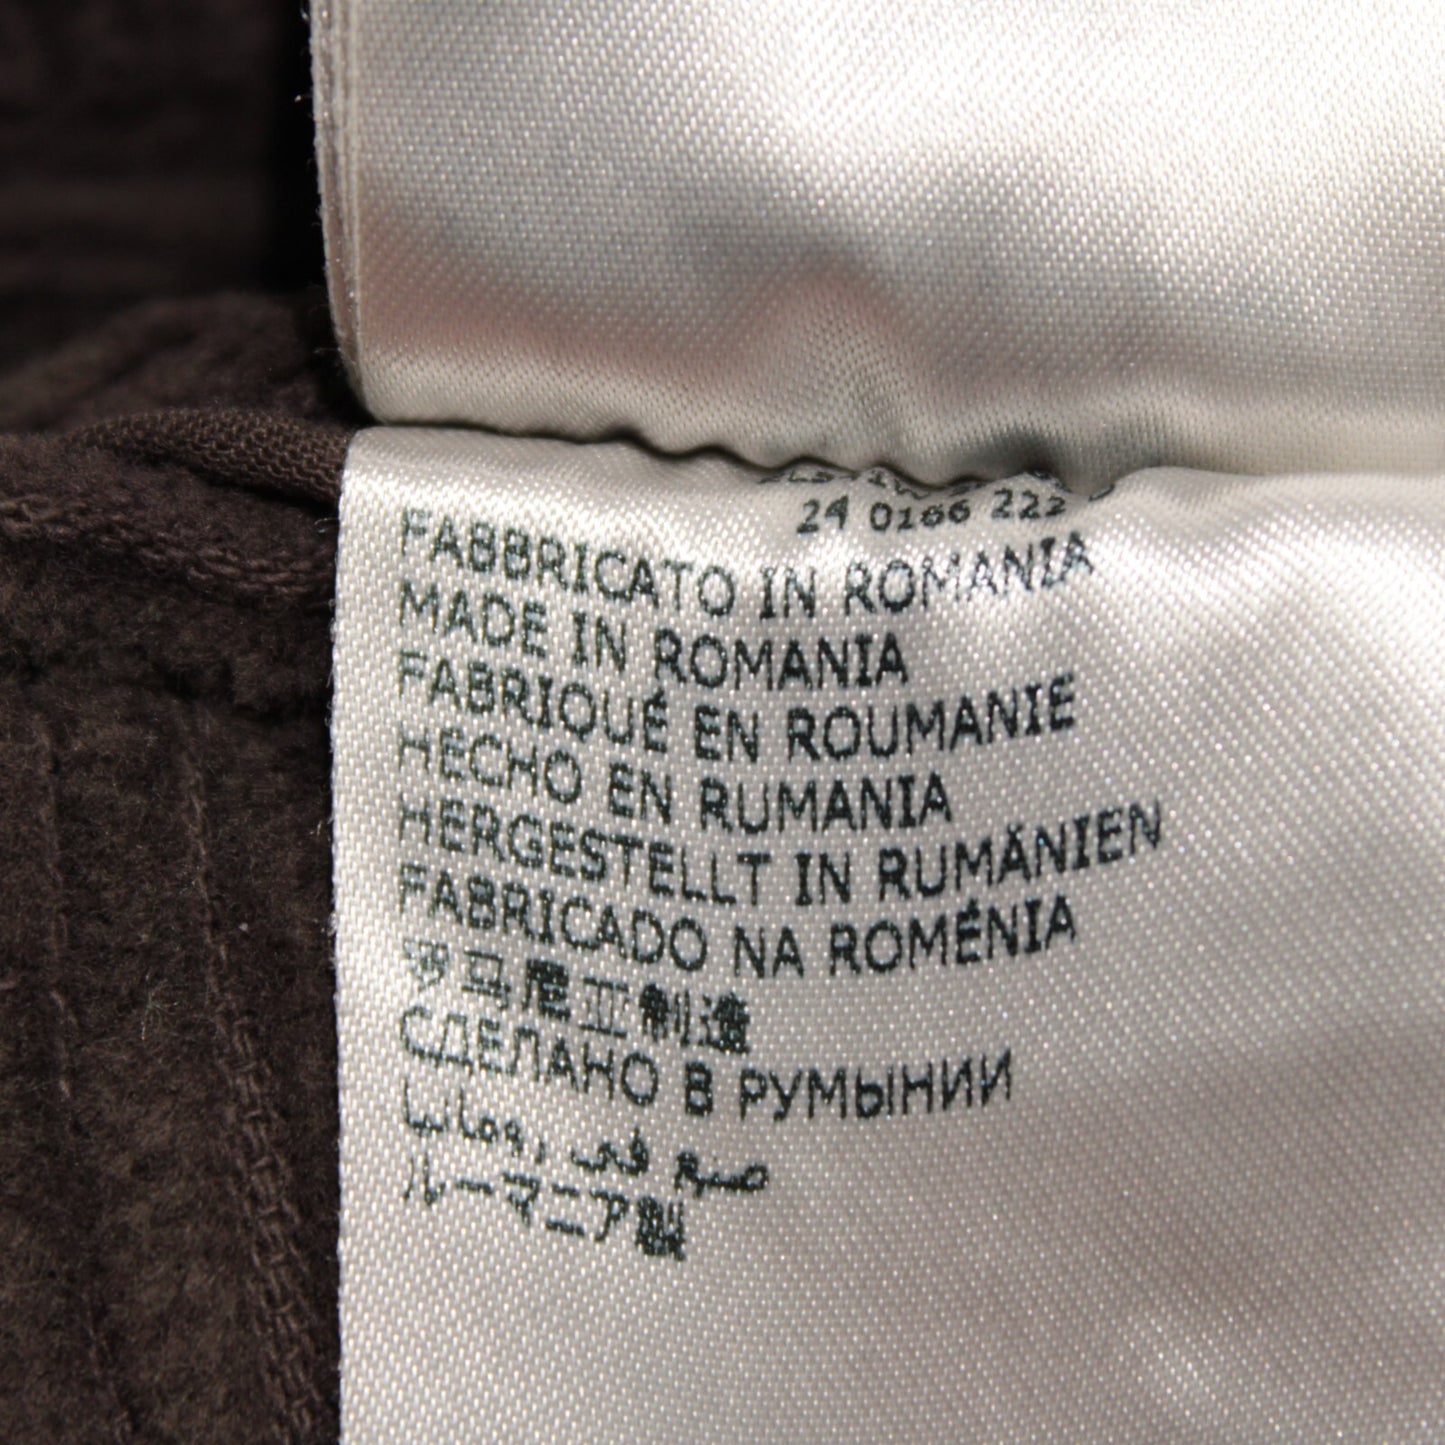 24 0166 222
FABBRICATO IN ROMANIA
MADE IN ROMANIA
FABRIQUÉ EN ROUMANIE
HECHO EN RUMANIA
HERGESTELLT IN RUMÄNIEN
FABRICADO NA ROMÉNIA
罗马尼亚制造
СДЕЛАНО В РУМЫНИИ
صنع في رومانيا
ルーマニア製